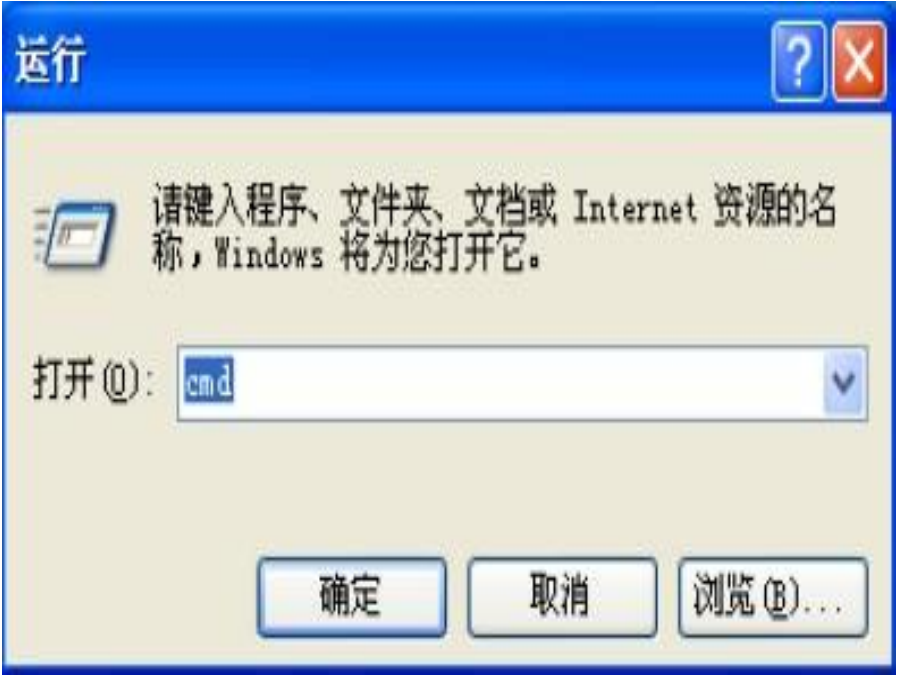 运行
请键入程序、文件夹、文档或 Internet 资源的名
称，Windows 将为您打开它。
打开(O): cmd
确定 取消 浏览(B)...